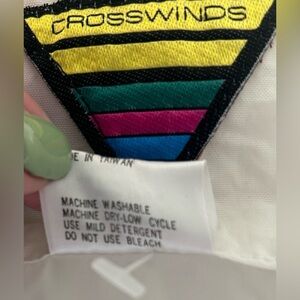 CROSSWINDS
E IN TAIWAN
MACHINE WASHABLE
MACHINE DRY-LOW CYCLE
USE MILD DETERGENT
DO NOT USE BLEACH